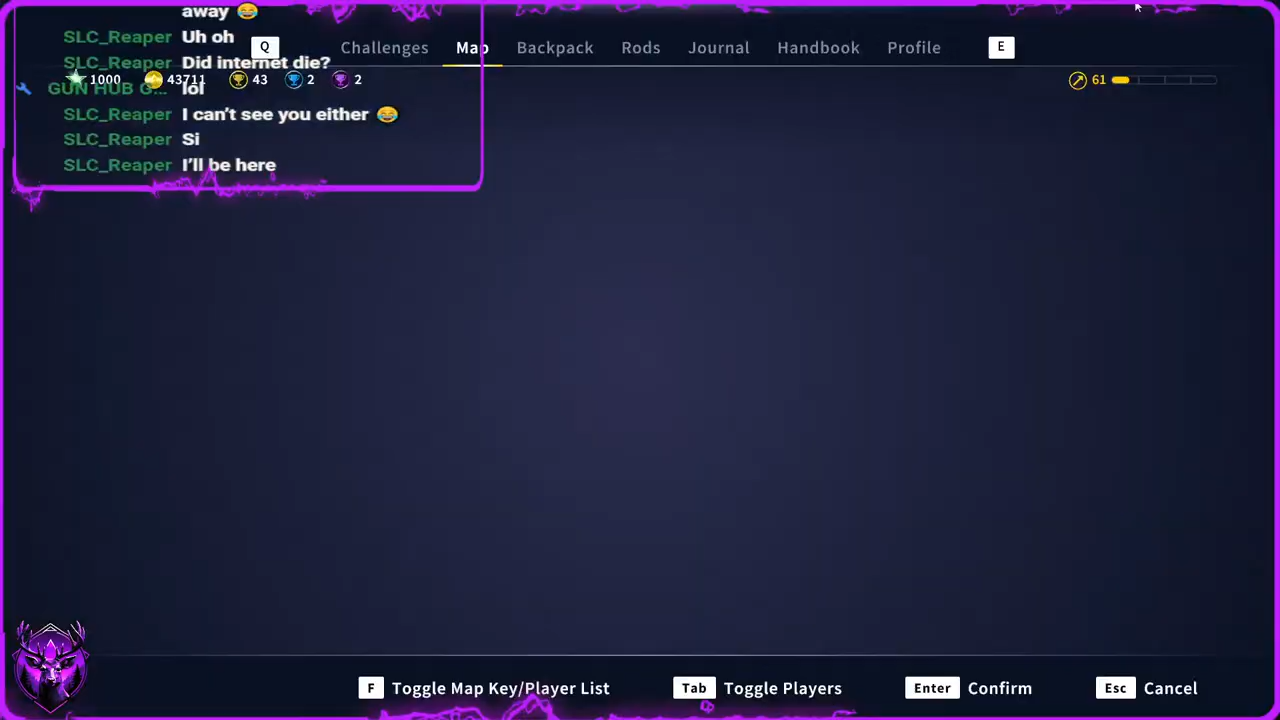 away 😂
SLC_Reaper Uh oh
Q Challenges Map Backpack Rods Journal Handbook Profile E
SLC_Reaper Did internet die?
1000 43711 43 2 2 61
GUN HUB G... lol
SLC_Reaper I can't see you either 😂
SLC_Reaper Si
SLC_Reaper I'll be here
F Toggle Map Key/Player List Tab Toggle Players Enter Confirm Esc Cancel